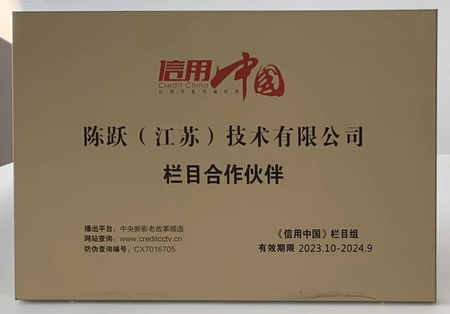 信用中国
Credit China
陈跃（江苏）技术有限公司
栏目合作伙伴
播出平台：中央新影老故事频道
网站查询：www.creditcctv.cn
防伪查询编号：CX7016705
《信用中国》栏目组
有效期限 2023.10-2024.9